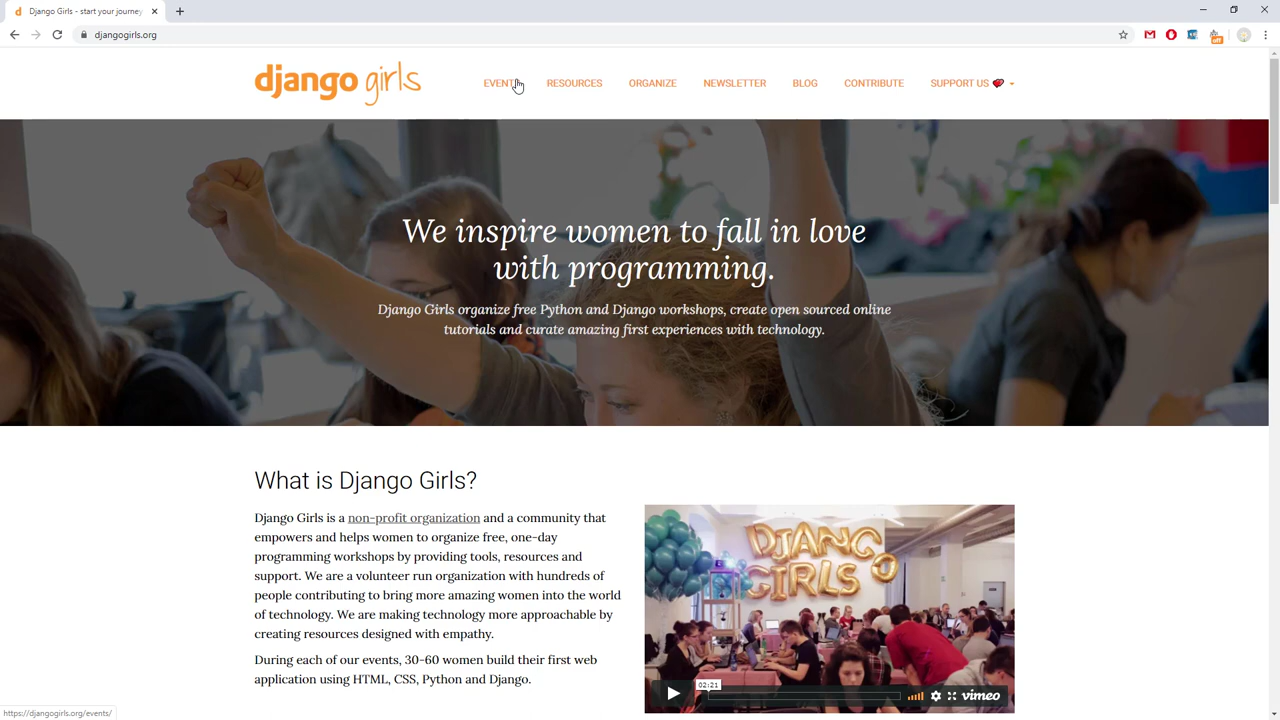 Django Girls - start your journey
djangogirls.org
off
django girls
EVENTS
RESOURCES
ORGANIZE
NEWSLETTER
BLOG
CONTRIBUTE
SUPPORT US
We inspire women to fall in love
with programming.
Django Girls organize free Python and Django workshops, create open sourced online
tutorials and curate amazing first experiences with technology.
What is Django Girls?
Django Girls is a non-profit organization and a community that
empowers and helps women to organize free, one-day
programming workshops by providing tools, resources and
support. We are a volunteer run organization with hundreds of
people contributing to bring more amazing women into the world
of technology. We are making technology more approachable by
creating resources designed with empathy.
During each of our events, 30-60 women build their first web
application using HTML, CSS, Python and Django.
DJANGO
GIRLS
02:21
vimeo
https://djangogirls.org/events/